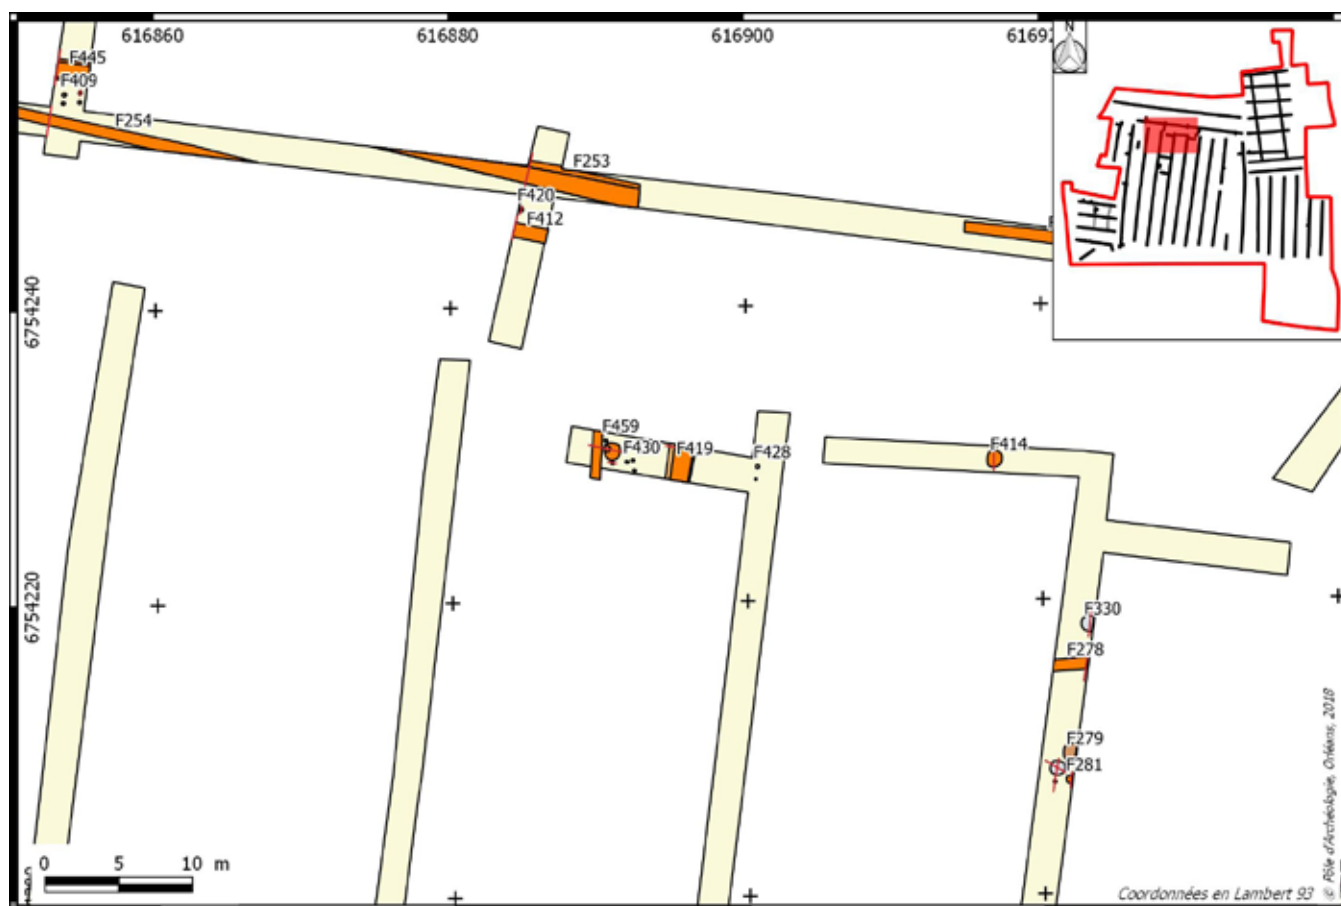 616860
616880
616900
N
F445
F409
F254
F253
F420
F412
6754240
F459
F430
F419
F428
F414
6754220
F330
F278
F279
F281
0 5 10 m
Coordonnées en Lambert 93
© Pôle d'Archéologie, Orléans, 2018